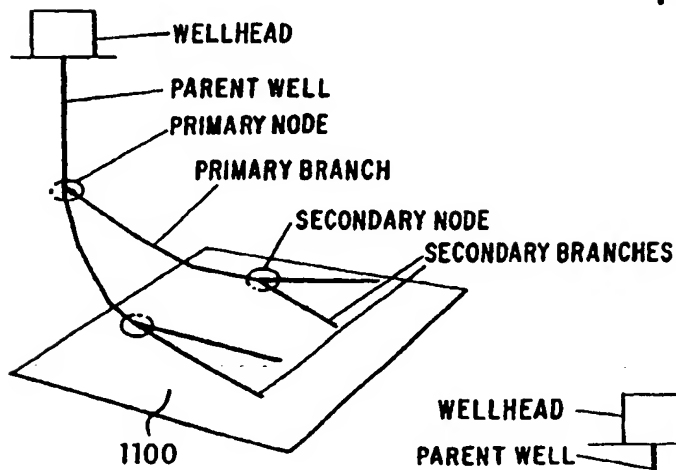 WELLHEAD
PARENT WELL
PRIMARY NODE
PRIMARY BRANCH
SECONDARY NODE
SECONDARY BRANCHES
1100
WELLHEAD
PARENT WELL